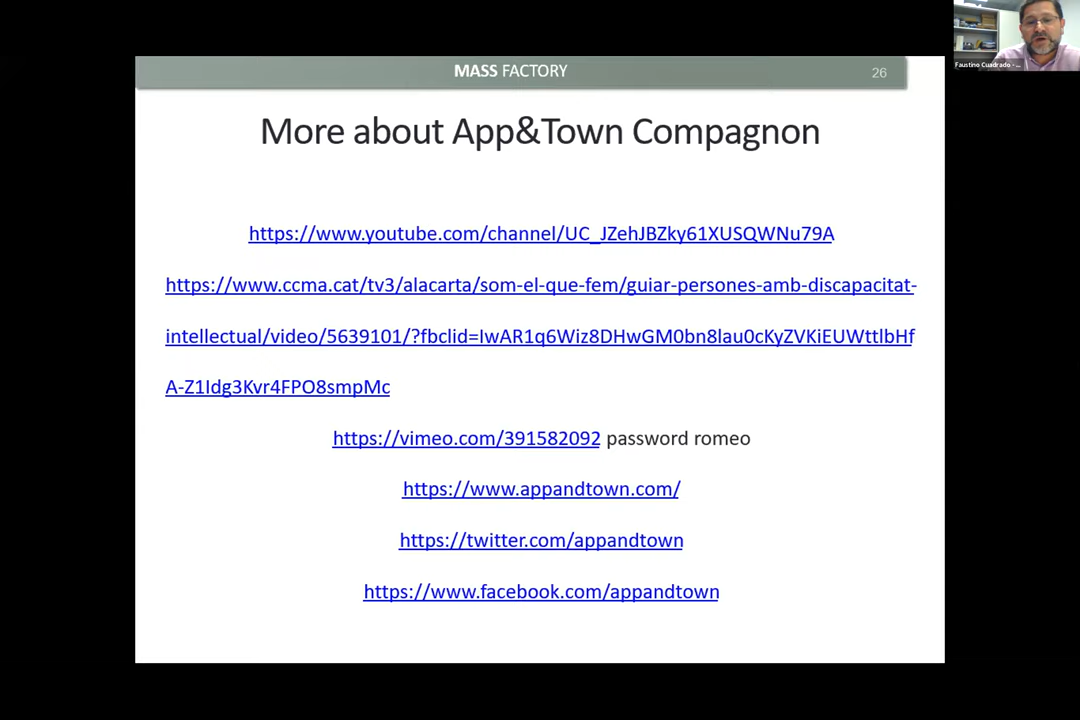 MASS FACTORY
26
Faustino Cuadrado - ...
More about App&Town Compagnon
https://www.youtube.com/channel/UC_JZehJBZky61XUSQWNu79A
https://www.ccma.cat/tv3/alacarta/som-el-que-fem/guiar-persones-amb-discapacitat-
intellectual/video/5639101/?fbclid=IwAR1q6Wiz8DHwGM0bn8lau0cKyZVKiEUWttlbHf
A-Z1Idg3Kvr4FPO8smpMc
https://vimeo.com/391582092 password romeo
https://www.appandtown.com/
https://twitter.com/appandtown
https://www.facebook.com/appandtown